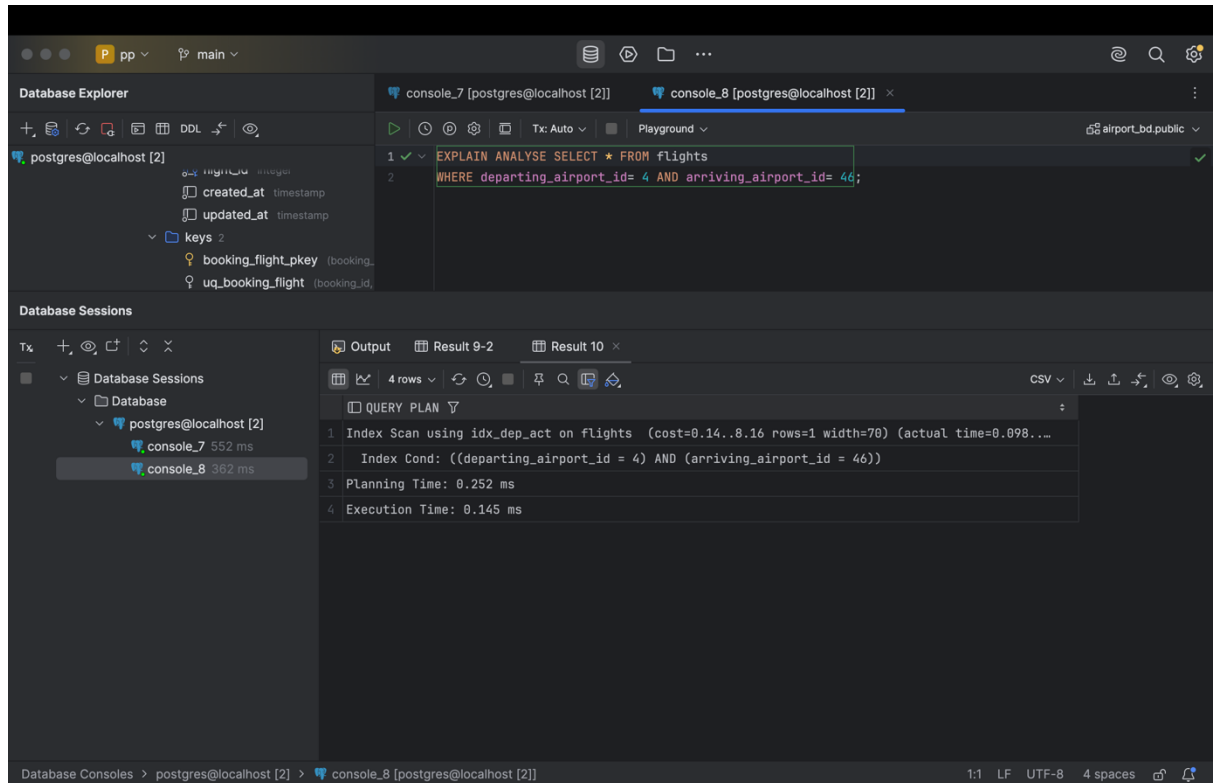 P pp main
Database Explorer
console_7 [postgres@localhost [2]]
console_8 [postgres@localhost [2]]
DDL
Tx: Auto
Playground
airport_bd.public
postgres@localhost [2]
flight_id integer
created_at timestamp
updated_at timestamp
keys 2
booking_flight_pkey (booking_
uq_booking_flight (booking_id,
1 EXPLAIN ANALYSE SELECT * FROM flights
2 WHERE departing_airport_id= 4 AND arriving_airport_id= 46;
Database Sessions
Tx
Database Sessions
Database
postgres@localhost [2]
console_7 552 ms
console_8 362 ms
Output
Result 9-2
Result 10
4 rows
CSV
QUERY PLAN
1 Index Scan using idx_dep_act on flights (cost=0.14..8.16 rows=1 width=70) (actual time=0.098..…
2 Index Cond: ((departing_airport_id = 4) AND (arriving_airport_id = 46))
3 Planning Time: 0.252 ms
4 Execution Time: 0.145 ms
Database Consoles > postgres@localhost [2] > console_8 [postgres@localhost [2]]
1:1 LF UTF-8 4 spaces